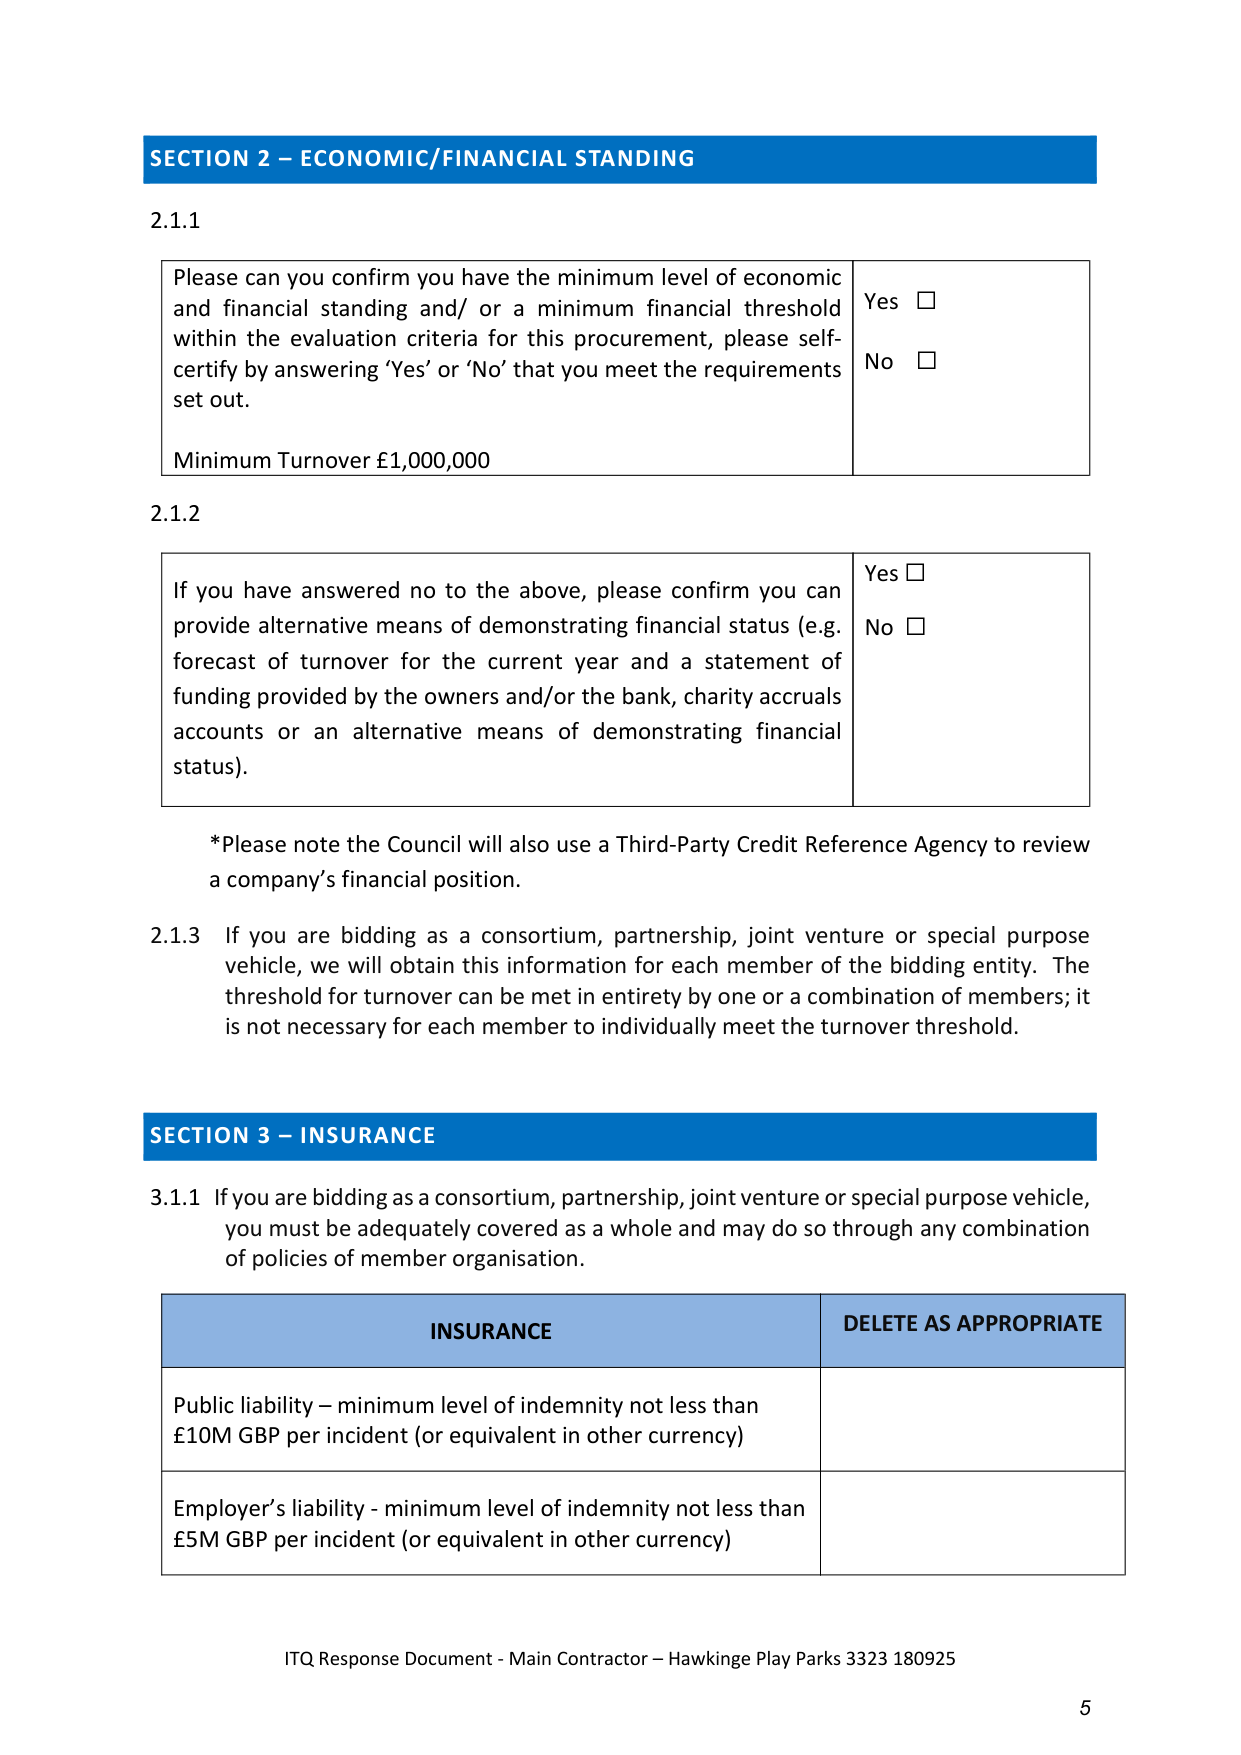 SECTION 2 – ECONOMIC/FINANCIAL STANDING
2.1.1
Please can you confirm you have the minimum level of economic
and financial standing and/ or a minimum financial threshold
within the evaluation criteria for this procurement, please self-
certify by answering ‘Yes’ or ‘No’ that you meet the requirements
set out.
Minimum Turnover £1,000,000
Yes ☐
No ☐
2.1.2
If you have answered no to the above, please confirm you can
provide alternative means of demonstrating financial status (e.g.
forecast of turnover for the current year and a statement of
funding provided by the owners and/or the bank, charity accruals
accounts or an alternative means of demonstrating financial
status).
Yes ☐
No ☐
*Please note the Council will also use a Third-Party Credit Reference Agency to review
a company’s financial position.
2.1.3 If you are bidding as a consortium, partnership, joint venture or special purpose
vehicle, we will obtain this information for each member of the bidding entity. The
threshold for turnover can be met in entirety by one or a combination of members; it
is not necessary for each member to individually meet the turnover threshold.
SECTION 3 – INSURANCE
3.1.1 If you are bidding as a consortium, partnership, joint venture or special purpose vehicle,
you must be adequately covered as a whole and may do so through any combination
of policies of member organisation.
INSURANCE
DELETE AS APPROPRIATE
Public liability – minimum level of indemnity not less than
£10M GBP per incident (or equivalent in other currency)
Employer’s liability - minimum level of indemnity not less than
£5M GBP per incident (or equivalent in other currency)
ITQ Response Document - Main Contractor – Hawkinge Play Parks 3323 180925
5